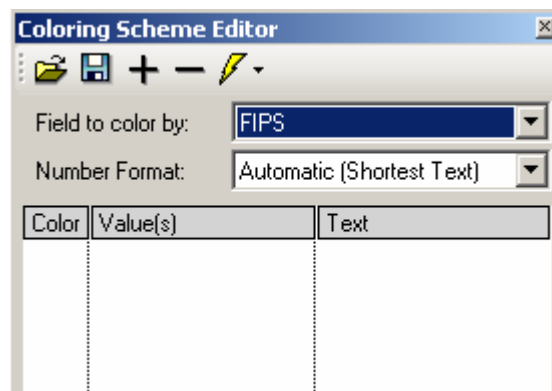 Coloring Scheme Editor
Field to color by: FIPS
Number Format: Automatic (Shortest Text)
Color Value(s) Text